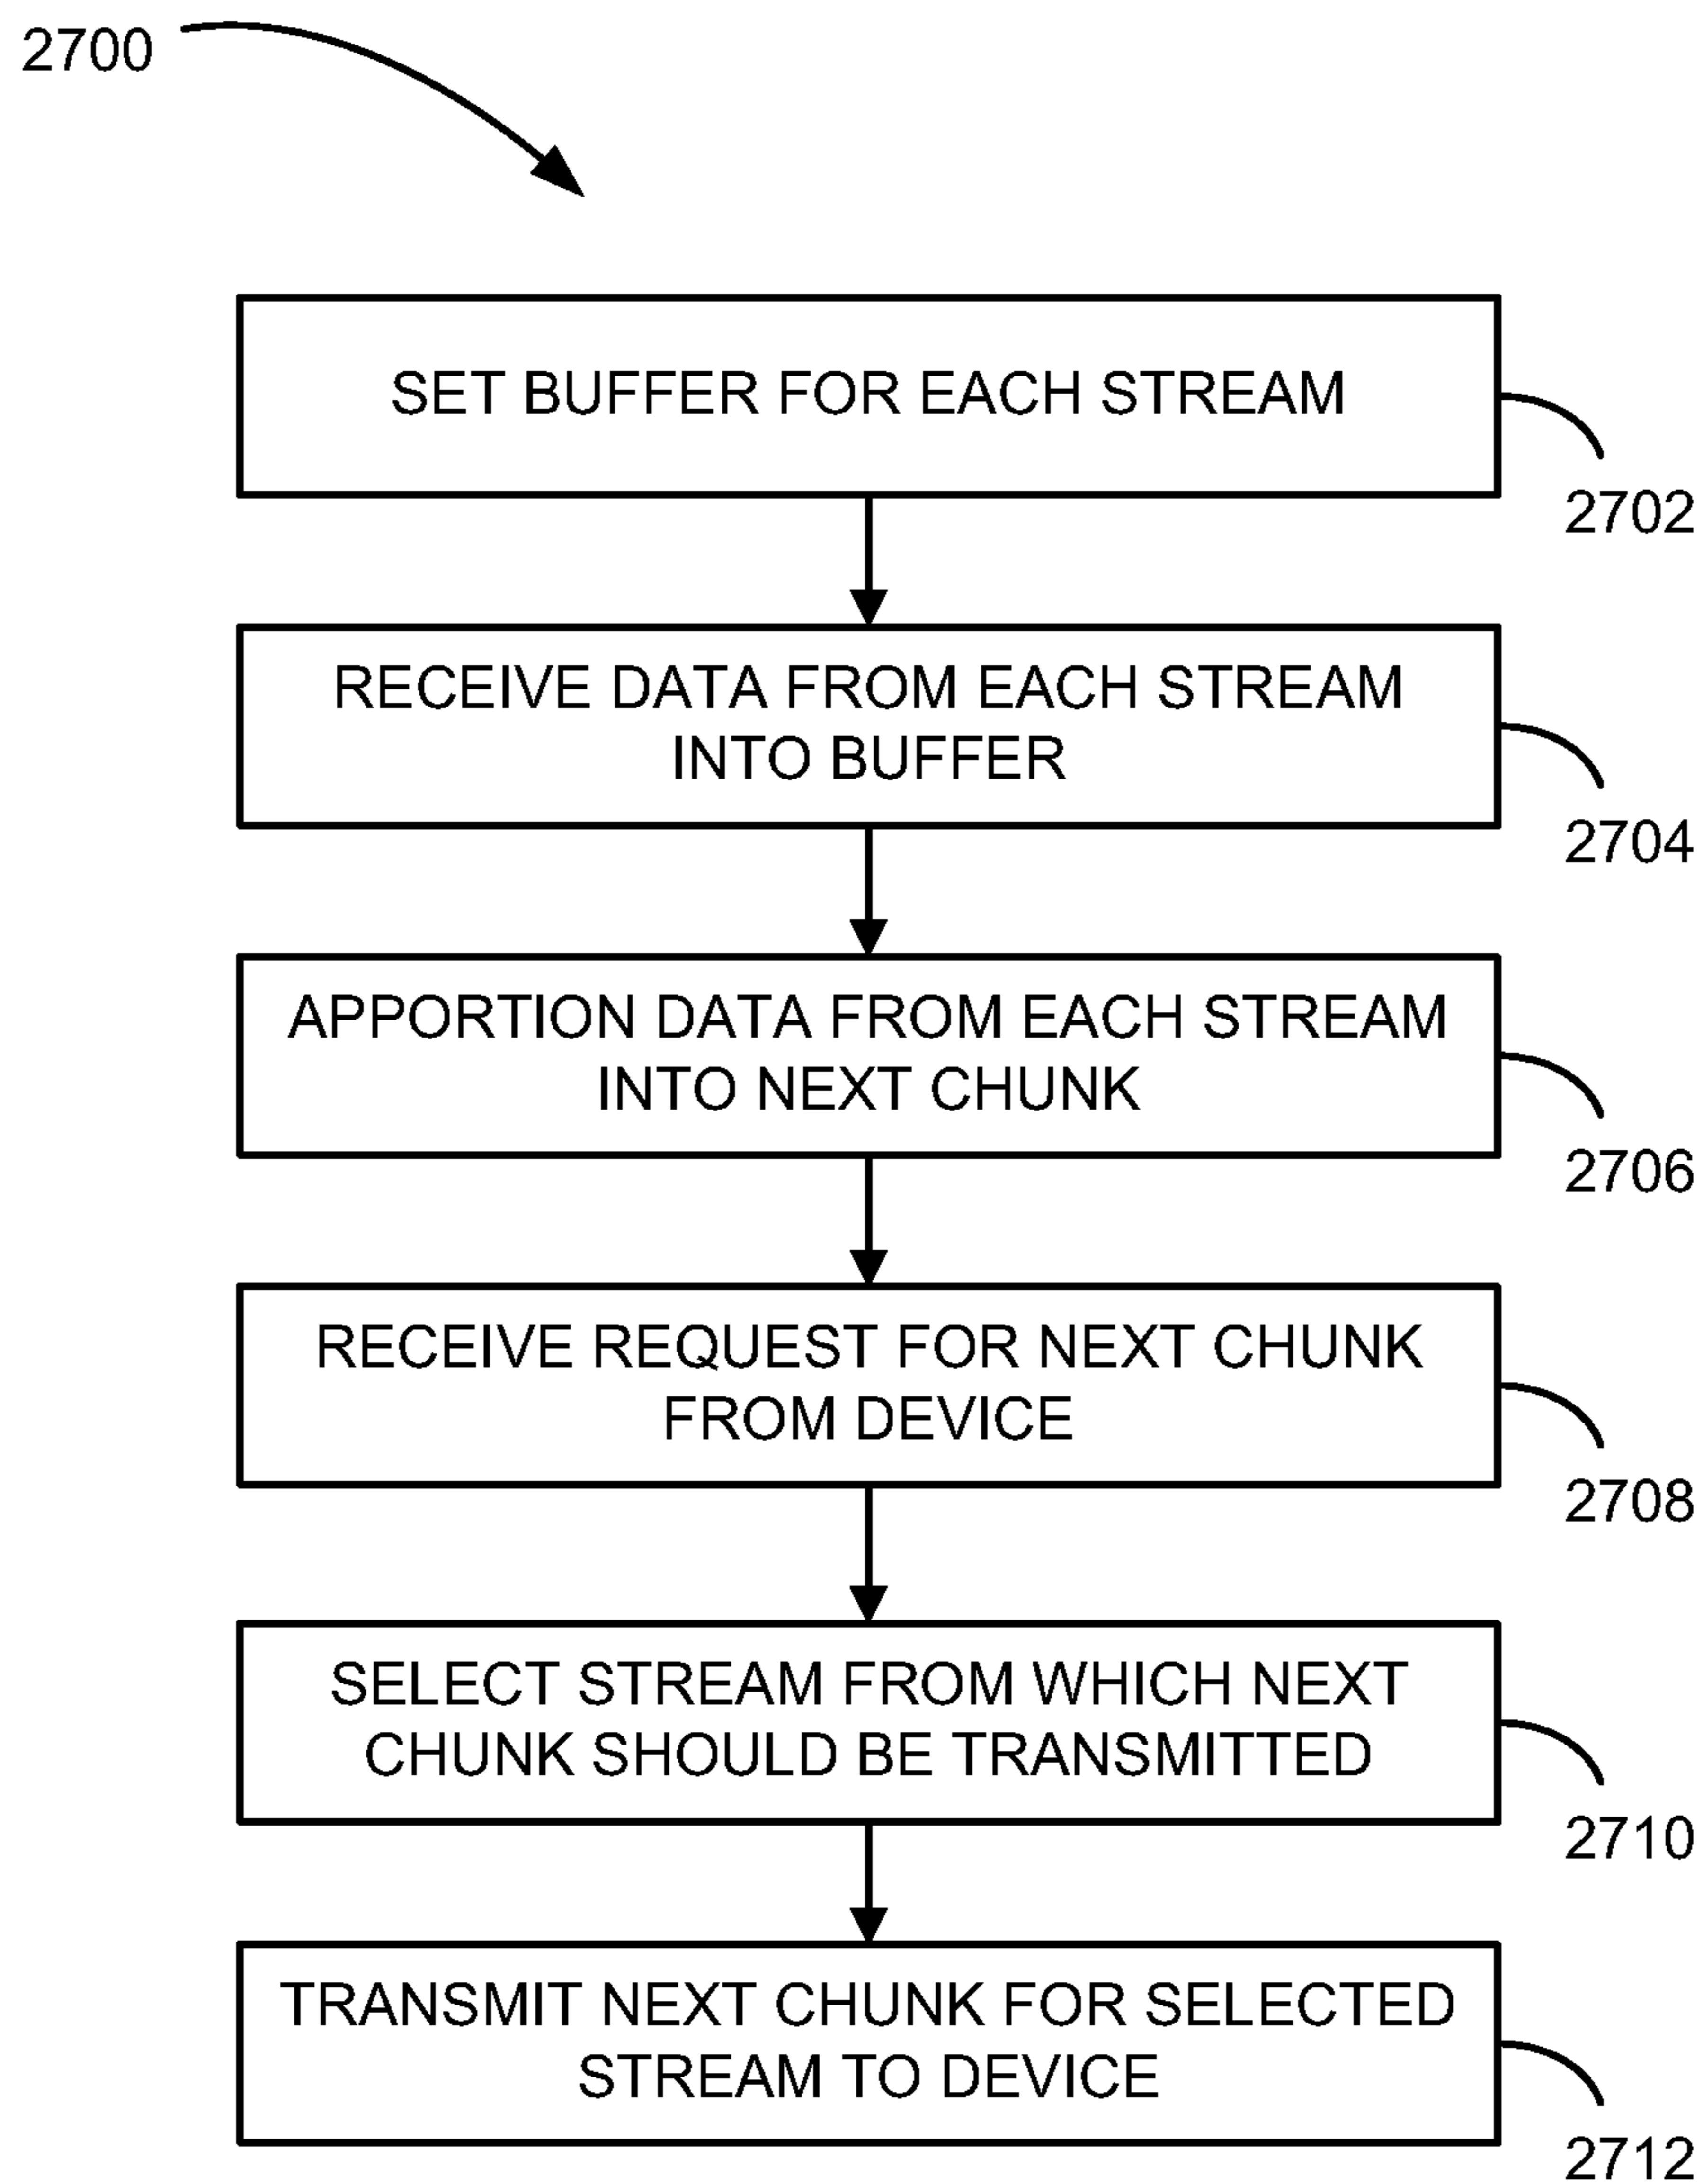 2700
SET BUFFER FOR EACH STREAM
2702
RECEIVE DATA FROM EACH STREAM
INTO BUFFER
2704
APPORTION DATA FROM EACH STREAM
INTO NEXT CHUNK
2706
RECEIVE REQUEST FOR NEXT CHUNK
FROM DEVICE
2708
SELECT STREAM FROM WHICH NEXT
CHUNK SHOULD BE TRANSMITTED
2710
TRANSMIT NEXT CHUNK FOR SELECTED
STREAM TO DEVICE
2712